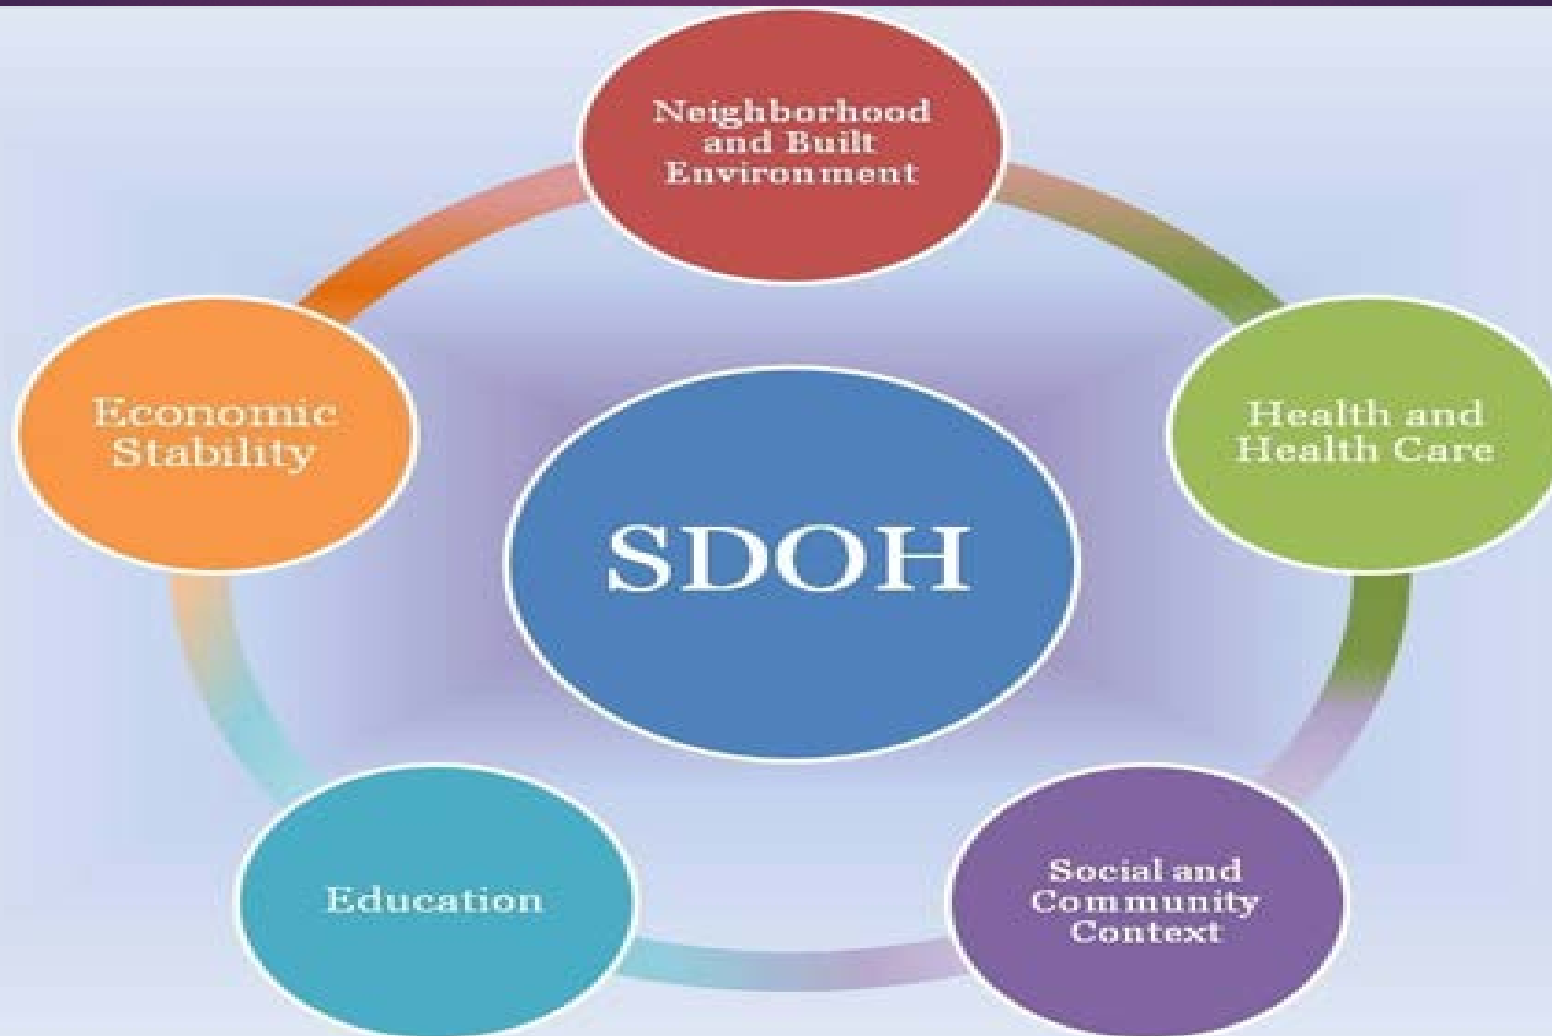 Neighborhood
and Built
Environment
Economic
Stability
Health and
Health Care
SDOH
Education
Social and
Community
Context